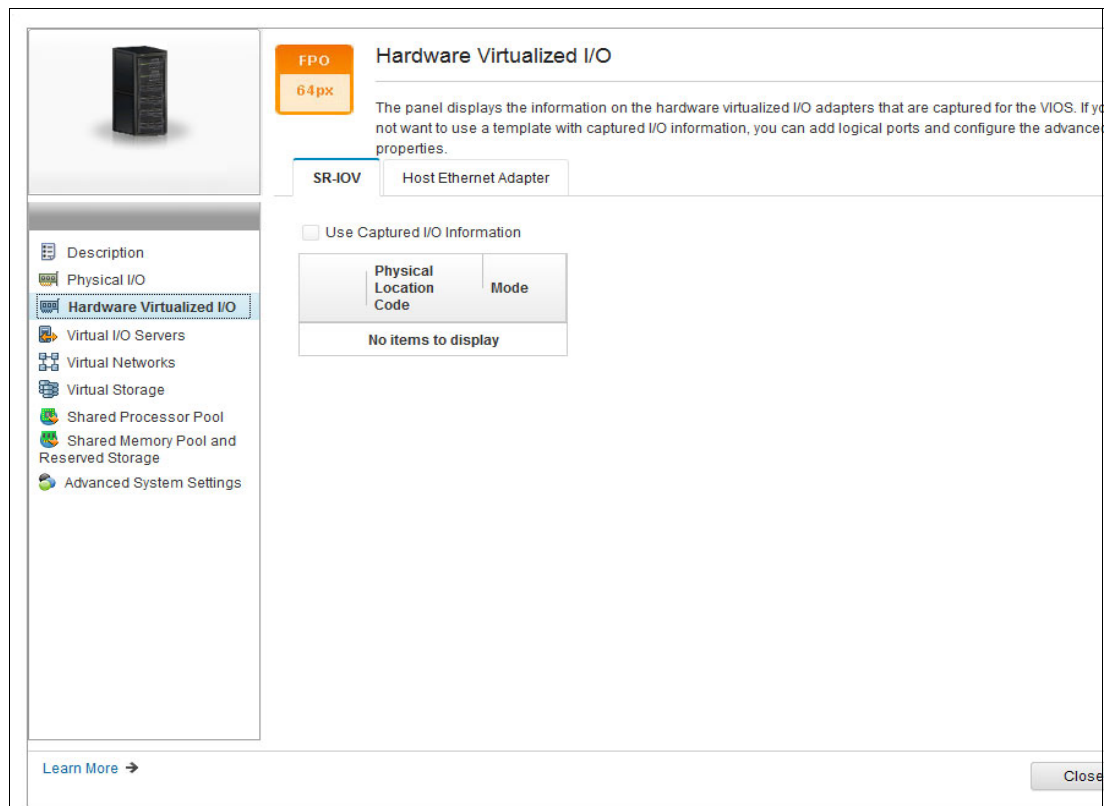 FPO
64px
Hardware Virtualized I/O
The panel displays the information on the hardware virtualized I/O adapters that are captured for the VIOS. If
not want to use a template with captured I/O information, you can add logical ports and configure the advanced
properties.
SR-IOV
Host Ethernet Adapter
Use Captured I/O Information
Physical
Location
Code
Mode
No items to display
Description
Physical I/O
Hardware Virtualized I/O
Virtual I/O Servers
Virtual Networks
Virtual Storage
Shared Processor Pool
Shared Memory Pool and
Reserved Storage
Advanced System Settings
Learn More →
Close